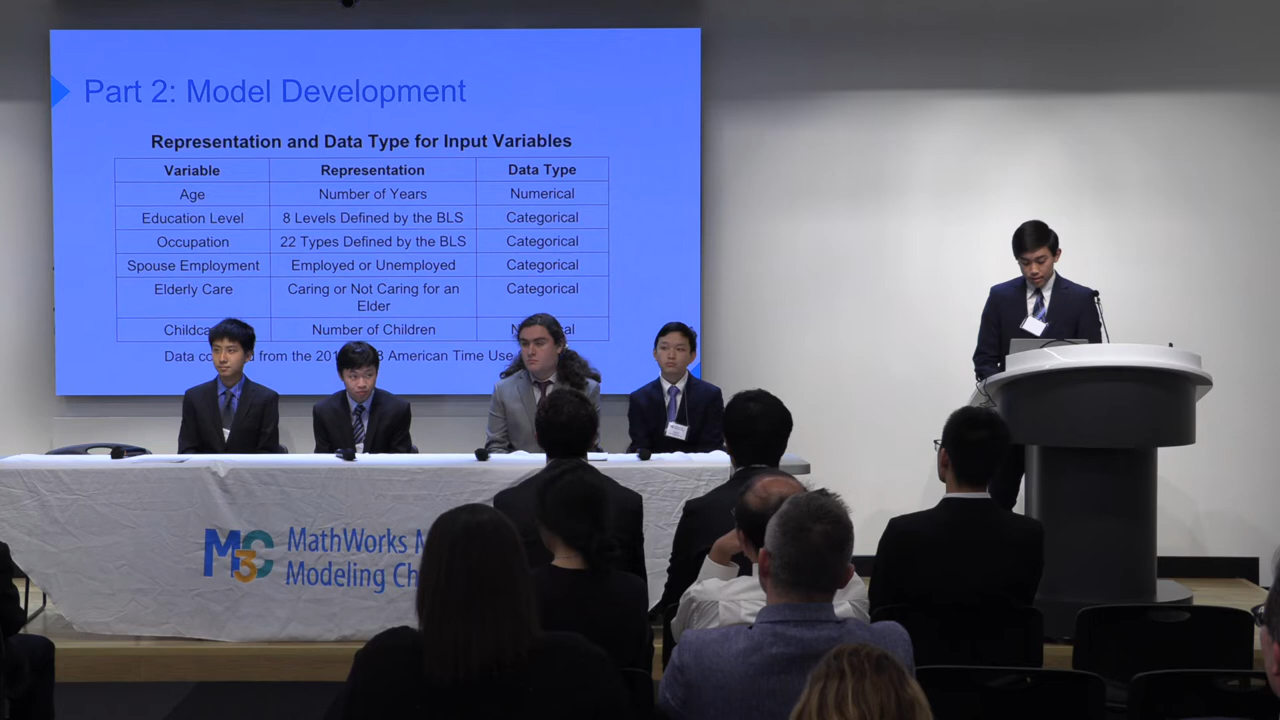 Part 2: Model Development
Representation and Data Type for Input Variables
Variable Representation Data Type
Age Number of Years Numerical
Education Level 8 Levels Defined by the BLS Categorical
Occupation 22 Types Defined by the BLS Categorical
Spouse Employment Employed or Unemployed Categorical
Elderly Care Caring or Not Caring for an Categorical
Elder
Number of Children
Data from the American Time Use
M3C MathWorks
Modeling